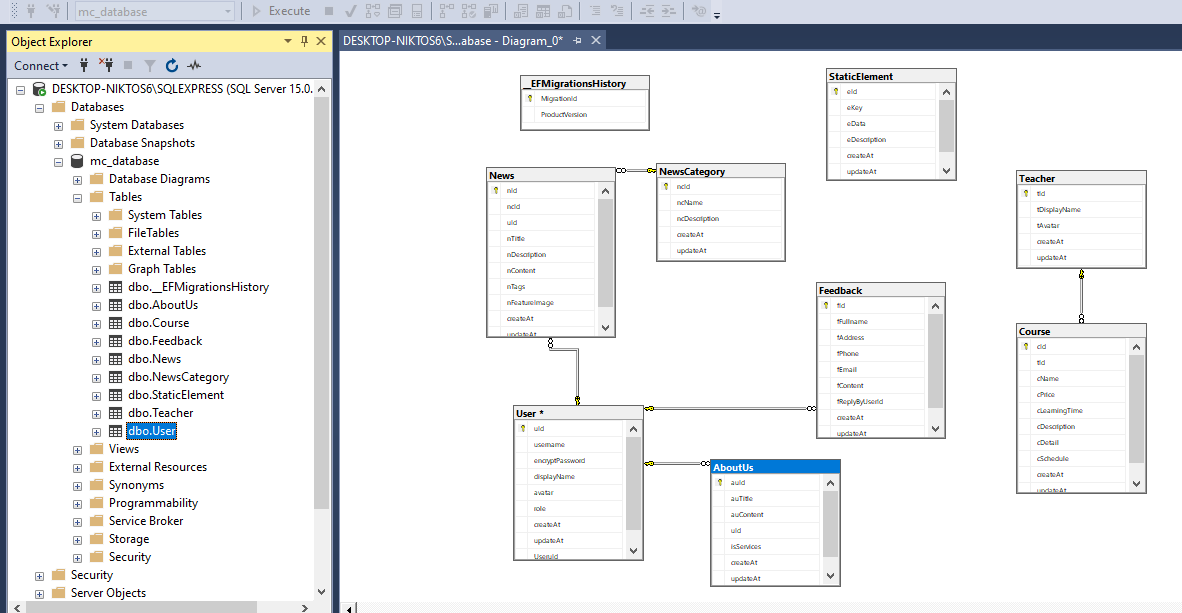 mc_database
Execute
Object Explorer
DESKTOP-NIKTOS6\S...abase - Diagram_0*
Connect
DESKTOP-NIKTOS6\SQLEXPRESS (SQL Server 15.0.
Databases
System Databases
Database Snapshots
mc_database
Database Diagrams
Tables
System Tables
FileTables
External Tables
Graph Tables
dbo.__EFMigrationsHistory
dbo.AboutUs
dbo.Course
dbo.Feedback
dbo.News
dbo.NewsCategory
dbo.StaticElement
dbo.Teacher
dbo.User
Views
External Resources
Synonyms
Programmability
Service Broker
Storage
Security
Security
Server Objects
__EFMigrationsHistory
MigrationId
ProductVersion
StaticElement
eId
eKey
eData
eDescription
createAt
updateAt
News
nId
ncId
uId
nTitle
nDescription
nContent
nTags
nFeatureImage
createAt
updateAt
NewsCategory
ncId
ncName
ncDescription
createAt
updateAt
Teacher
tId
tDisplayName
tAvatar
createAt
updateAt
Feedback
fId
fFullname
fAddress
fPhone
fEmail
fContent
fReplyByUserId
createAt
updateAt
Course
cId
tId
cName
cPrice
cLearningTime
cDescription
cDetail
cSchedule
createAt
updateAt
User *
uId
username
encryptPassword
displayName
avatar
role
createAt
updateAt
UserId
AboutUs
auId
auTitle
auContent
uId
isServices
createAt
updateAt